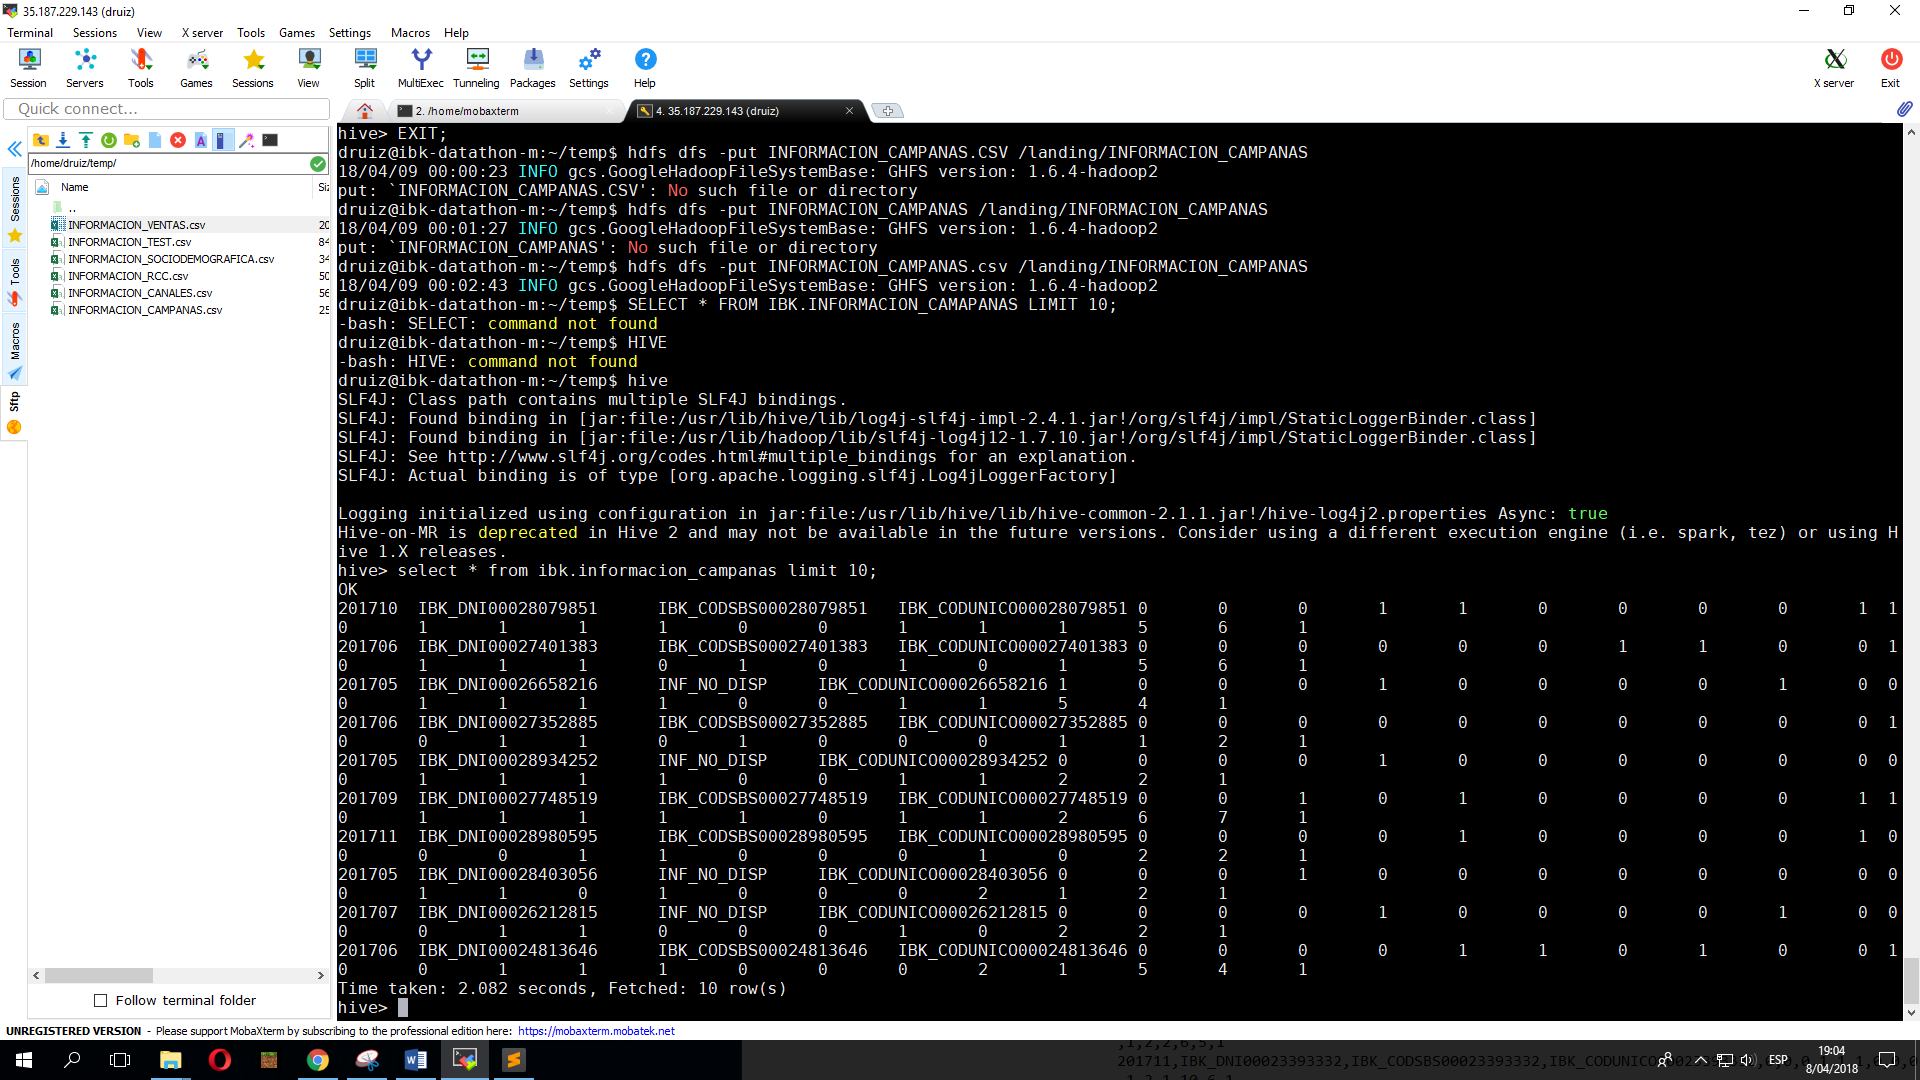 35.187.229.143 (druiz)
Terminal Sessions View X server Tools Games Settings Macros Help
Session Servers Tools Games Sessions View Split MultiExec Tunneling Packages Settings Help X server Exit
Quick connect...
2. /home/mobaxterm
4. 35.187.229.143 (druiz)
/home/druiz/temp/
Name Siz
..
INFORMACION_VENTAS.csv 20
INFORMACION_TEST.csv 84
INFORMACION_SOCIODEMOGRAFICA.csv 34
INFORMACION_RCC.csv 50
INFORMACION_CANALES.csv 56
INFORMACION_CAMPANAS.csv 25
Sessions
Tools
Macros
Sftp
Follow terminal folder
hive> EXIT;
druiz@ibk-datathon-m:~/temp$ hdfs dfs -put INFORMACION_CAMPANAS.CSV /landing/INFORMACION_CAMPANAS
18/04/09 00:00:23 INFO gcs.GoogleHadoopFileSystemBase: GHFS version: 1.6.4-hadoop2
put: `INFORMACION_CAMPANAS.CSV': No such file or directory
druiz@ibk-datathon-m:~/temp$ hdfs dfs -put INFORMACION_CAMPANAS /landing/INFORMACION_CAMPANAS
18/04/09 00:01:27 INFO gcs.GoogleHadoopFileSystemBase: GHFS version: 1.6.4-hadoop2
put: `INFORMACION_CAMPANAS': No such file or directory
druiz@ibk-datathon-m:~/temp$ hdfs dfs -put INFORMACION_CAMPANAS.csv /landing/INFORMACION_CAMPANAS
18/04/09 00:02:43 INFO gcs.GoogleHadoopFileSystemBase: GHFS version: 1.6.4-hadoop2
druiz@ibk-datathon-m:~/temp$ SELECT * FROM IBK.INFORMACION_CAMAPANAS LIMIT 10;
-bash: SELECT: command not found
druiz@ibk-datathon-m:~/temp$ HIVE
-bash: HIVE: command not found
druiz@ibk-datathon-m:~/temp$ hive
SLF4J: Class path contains multiple SLF4J bindings.
SLF4J: Found binding in [jar:file:/usr/lib/hive/lib/log4j-slf4j-impl-2.4.1.jar!/org/slf4j/impl/StaticLoggerBinder.class]
SLF4J: Found binding in [jar:file:/usr/lib/hadoop/lib/slf4j-log4j12-1.7.10.jar!/org/slf4j/impl/StaticLoggerBinder.class]
SLF4J: See http://www.slf4j.org/codes.html#multiple_bindings for an explanation.
SLF4J: Actual binding is of type [org.apache.logging.slf4j.Log4jLoggerFactory]
Logging initialized using configuration in jar:file:/usr/lib/hive/lib/hive-common-2.1.1.jar!/hive-log4j2.properties Async: true
Hive-on-MR is deprecated in Hive 2 and may not be available in the future versions. Consider using a different execution engine (i.e. spark, tez) or using H
ive 1.X releases.
hive> select * from ibk.informacion_campanas limit 10;
OK
201710 IBK_DNI00028079851 IBK_CODSBS00028079851 IBK_CODUNICO00028079851 0 0 0 1 1 0 0 0 0 1 1
0 1 1 1 1 0 0 1 1 1 5 6 1
201706 IBK_DNI00027401383 IBK_CODSBS00027401383 IBK_CODUNICO00027401383 0 0 0 0 0 0 1 1 0 0 1
0 1 1 1 0 1 0 1 0 1 5 6 1
201705 IBK_DNI00026658216 INF_NO_DISP IBK_CODUNICO00026658216 1 0 0 0 1 0 0 0 0 1 0 0
0 1 1 1 1 0 0 1 1 5 4 1
201706 IBK_DNI00027352885 IBK_CODSBS00027352885 IBK_CODUNICO00027352885 0 0 0 0 0 0 0 0 0 0 1
0 0 1 1 0 1 0 0 0 1 1 2 1
201705 IBK_DNI00028934252 INF_NO_DISP IBK_CODUNICO00028934252 0 0 0 0 1 0 0 0 0 0 0 0
0 1 1 1 1 0 0 1 1 2 2 1
201709 IBK_DNI00027748519 IBK_CODSBS00027748519 IBK_CODUNICO00027748519 0 0 1 0 1 0 0 0 0 1 1
0 1 1 1 1 1 0 1 1 2 6 7 1
201711 IBK_DNI00028980595 IBK_CODSBS00028980595 IBK_CODUNICO00028980595 0 0 0 0 1 0 0 0 0 1 0
0 0 0 1 1 0 0 0 1 0 2 2 1
201705 IBK_DNI00028403056 INF_NO_DISP IBK_CODUNICO00028403056 0 0 0 1 0 0 0 0 0 0 0 0
0 1 1 0 1 0 0 0 2 1 2 1
201707 IBK_DNI00026212815 INF_NO_DISP IBK_CODUNICO00026212815 0 0 0 0 1 0 0 0 0 1 0 0
0 0 1 1 0 0 0 1 0 2 2 1
201706 IBK_DNI00024813646 IBK_CODSBS00024813646 IBK_CODUNICO00024813646 0 0 0 0 1 1 0 1 0 0 1
0 0 1 1 1 0 0 0 2 1 5 4 1
Time taken: 2.082 seconds, Fetched: 10 row(s)
hive>
UNREGISTERED VERSION - Please support MobaXterm by subscribing to the professional edition here: https://mobaxterm.mobatek.net
ESP
19:04
8/04/2018